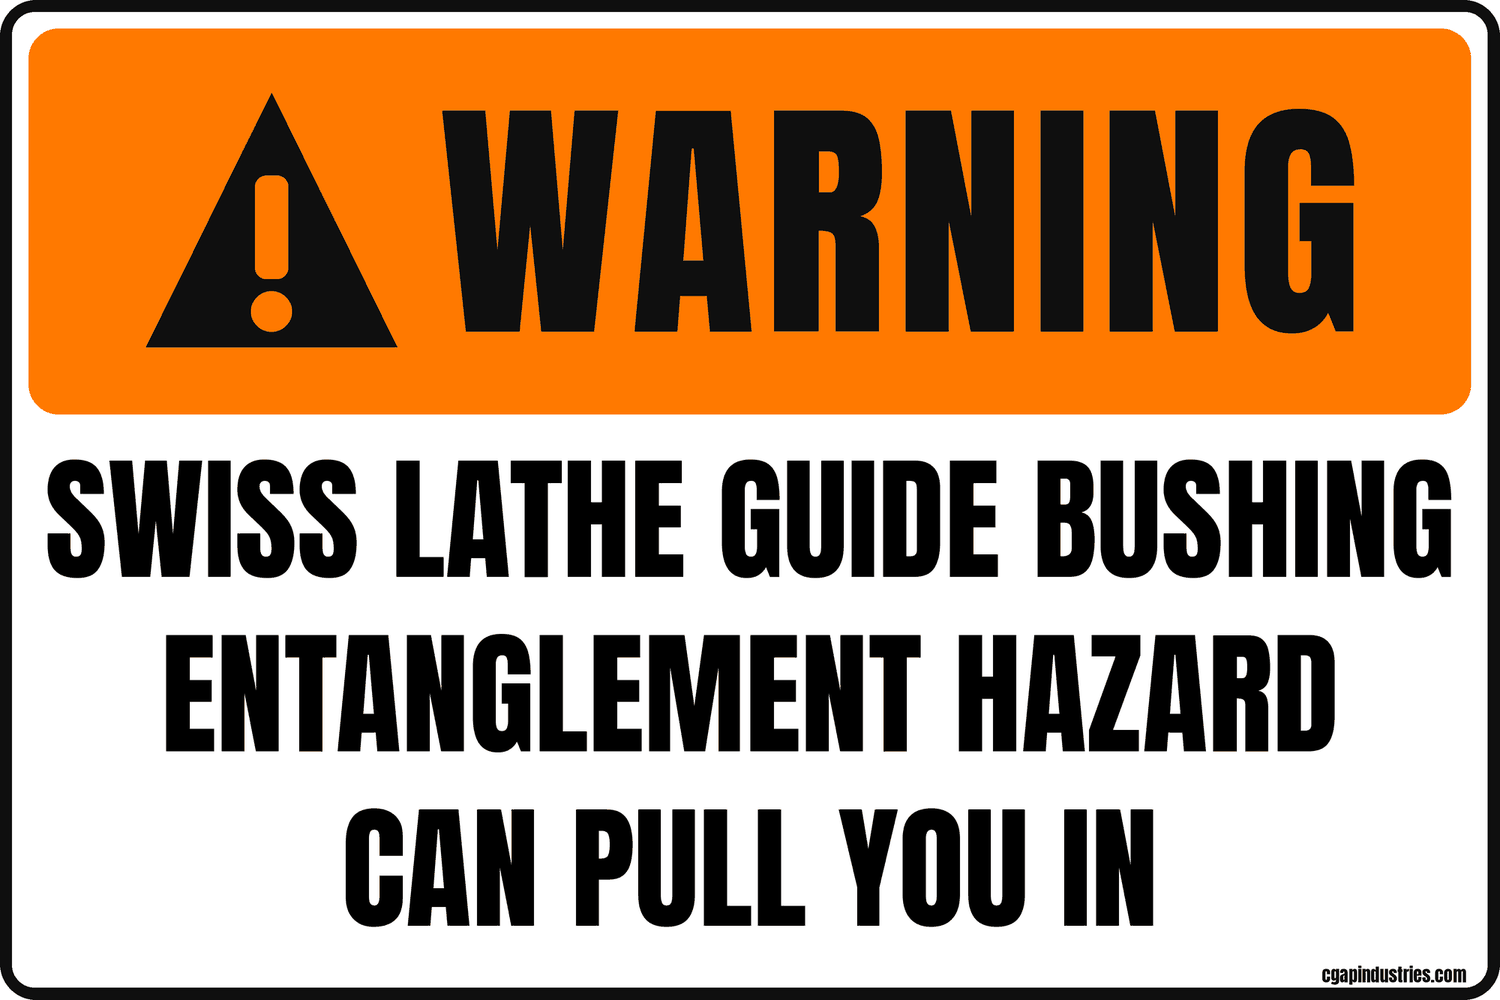 WARNING
SWISS LATHE GUIDE BUSHING
ENTANGLEMENT HAZARD
CAN PULL YOU IN
cgapindustries.com